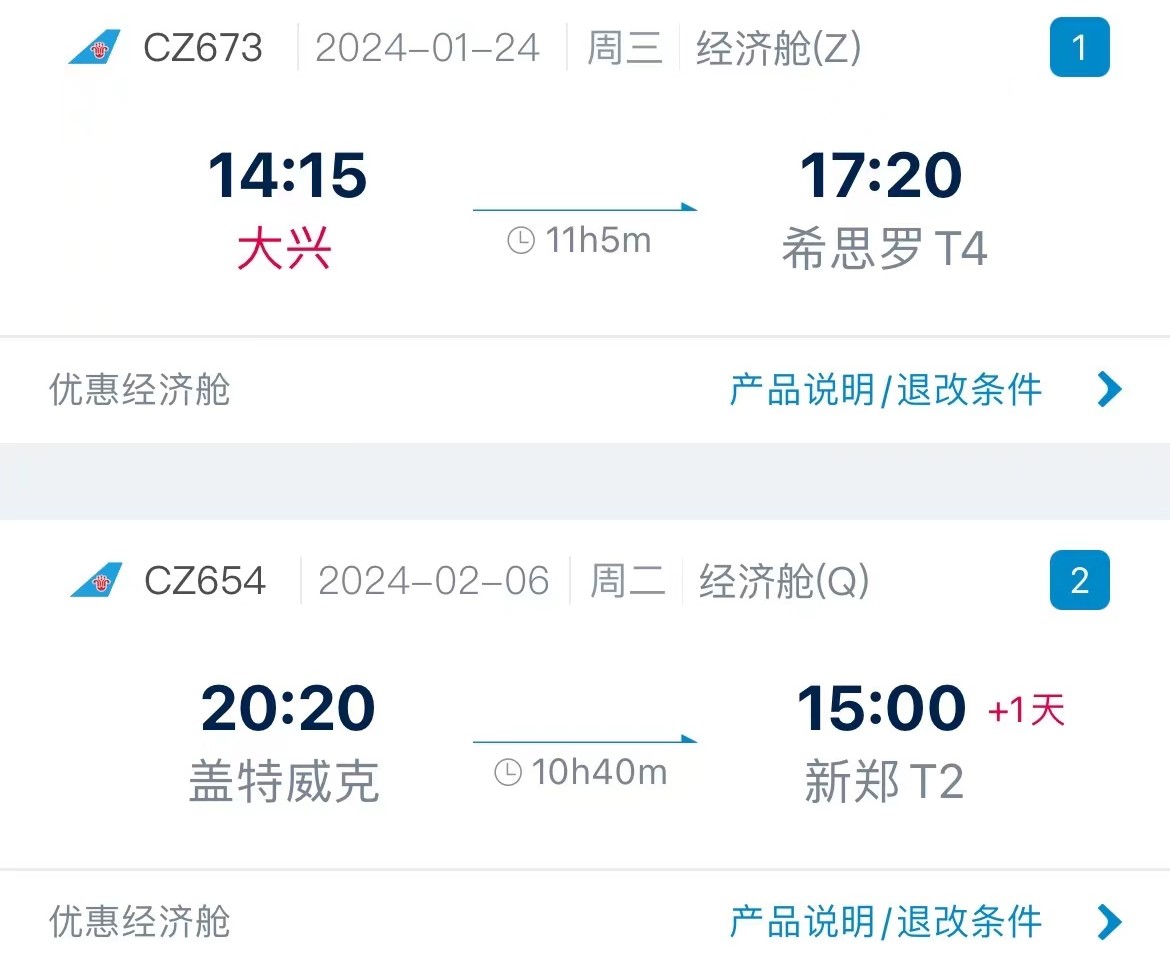 CZ673 2024-01-24 周三 经济舱(Z) 1
14:15 17:20
大兴 11h5m 希思罗 T4
优惠经济舱 产品说明/退改条件
CZ654 2024-02-06 周二 经济舱(Q) 2
20:20 15:00 +1天
盖特威克 10h40m 新郑 T2
优惠经济舱 产品说明/退改条件